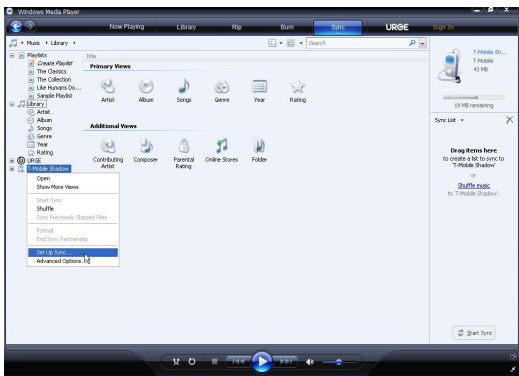 Windows Media Player
Now Playing Library Rip Burn Sync URGE Sign In
Music Library Search
Playlists
Create Playlist
The Classics
The Collection
Like Humans Do...
Sample Playlist
Library
Artist
Album
Songs
Genre
Year
Rating
URGE
T-Mobile Shadow
Open
Show More Views
Start Sync
Shuffle
Sync Previously Skipped Files
Format
End Sync Partnership
Set Up Sync...
Advanced Options...
Title
Primary Views
Artist Album Songs Genre Year Rating
Additional Views
Contributing Artist Composer Parental Rating Online Stores Folder
T-Mobile Sh...
T-Mobile
43 MB
19 MB remaining
Sync List
Drag items here
to create a list to sync to
'T-Mobile Shadow'
or
Shuffle music
to 'T-Mobile Shadow'.
Start Sync